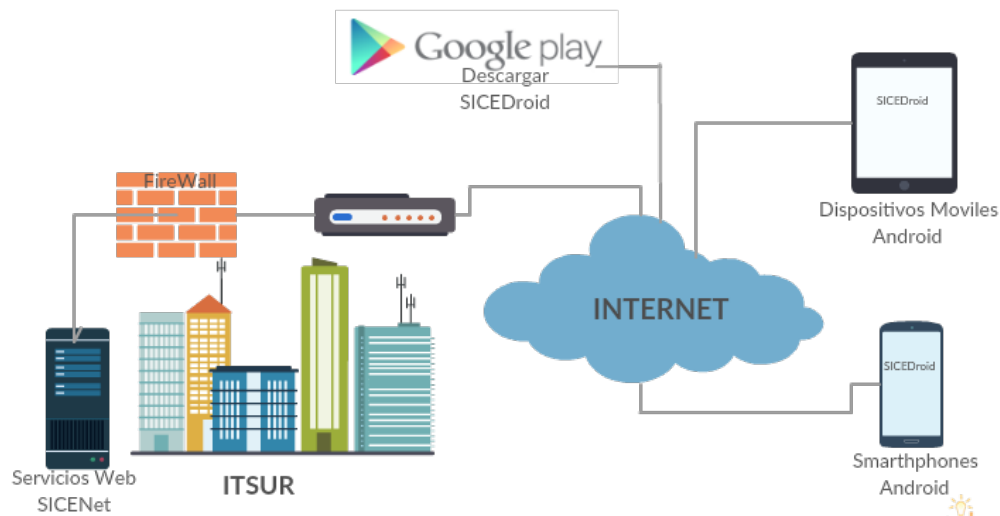 Google play
Descargar
SICEDroid
SICEDroid
FireWall
Dispositivos Moviles
Android
INTERNET
SICEDroid
Servicios Web
SICENet
ITSUR
Smarthphones
Android